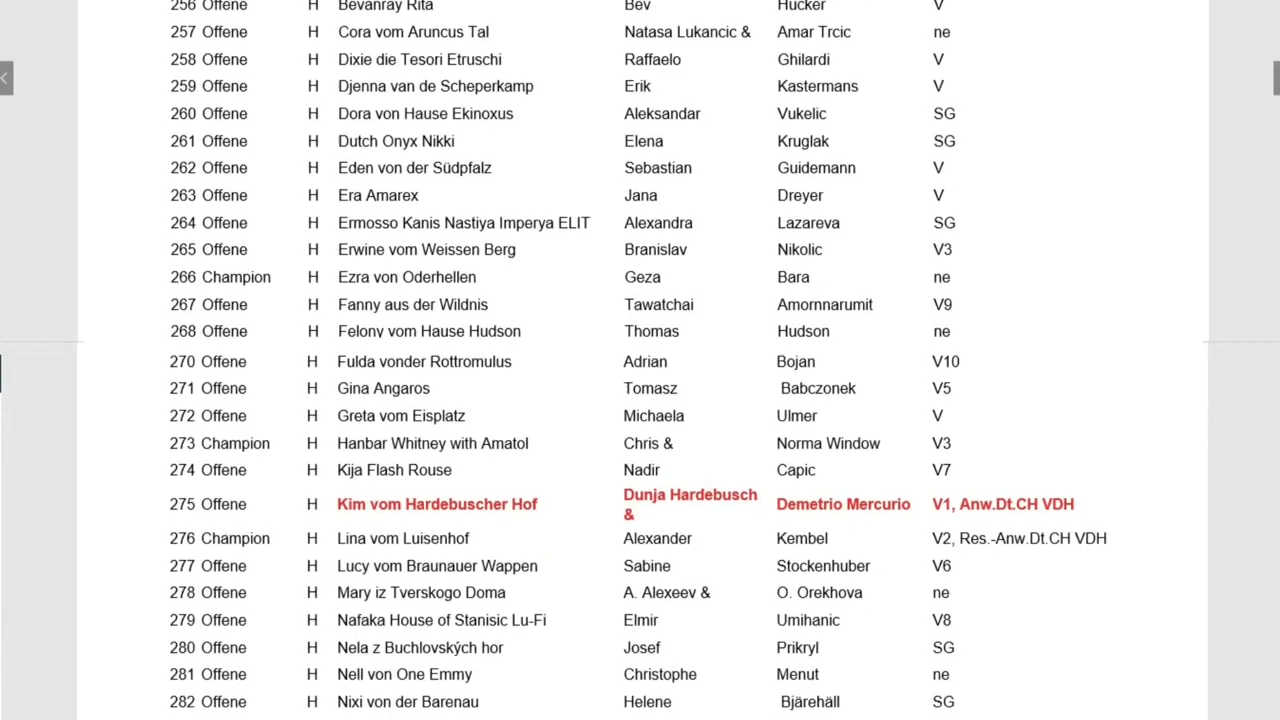 256 Offene H Bevanray Rita Bev Hucker V
257 Offene H Cora vom Aruncus Tal Natasa Lukancic & Amar Trcic ne
258 Offene H Dixie die Tesori Etruschi Raffaelo Ghilardi V
259 Offene H Djenna van de Scheperkamp Erik Kastermans V
260 Offene H Dora von Hause Ekinoxus Aleksandar Vukelic SG
261 Offene H Dutch Onyx Nikki Elena Kruglak SG
262 Offene H Eden von der Südpfalz Sebastian Guidemann V
263 Offene H Era Amarex Jana Dreyer V
264 Offene H Ermosso Kanis Nastiya Imperya ELIT Alexandra Lazareva SG
265 Offene H Erwine vom Weissen Berg Branislav Nikolic V3
266 Champion H Ezra von Oderhellen Geza Bara ne
267 Offene H Fanny aus der Wildnis Tawatchai Amornnarumit V9
268 Offene H Felony vom Hause Hudson Thomas Hudson ne
270 Offene H Fulda vonder Rottromulus Adrian Bojan V10
271 Offene H Gina Angaros Tomasz Babczonek V5
272 Offene H Greta vom Eisplatz Michaela Ulmer V
273 Champion H Hanbar Whitney with Amatol Chris & Norma Window V3
274 Offene H Kija Flash Rouse Nadir Capic V7
275 Offene H Kim vom Hardebuscher Hof Dunja Hardebusch & Demetrio Mercurio V1, Anw.Dt.CH VDH
276 Champion H Lina vom Luisenhof Alexander Kembel V2, Res.-Anw.Dt.CH VDH
277 Offene H Lucy vom Braunauer Wappen Sabine Stockenhuber V6
278 Offene H Mary iz Tverskogo Doma A. Alexeev & O. Orekhova ne
279 Offene H Nafaka House of Stanisic Lu-Fi Elmir Umihanic V8
280 Offene H Nela z Buchlovských hor Josef Prikryl SG
281 Offene H Nell von One Emmy Christophe Menut ne
282 Offene H Nixi von der Barenau Helene Bjärehäll SG